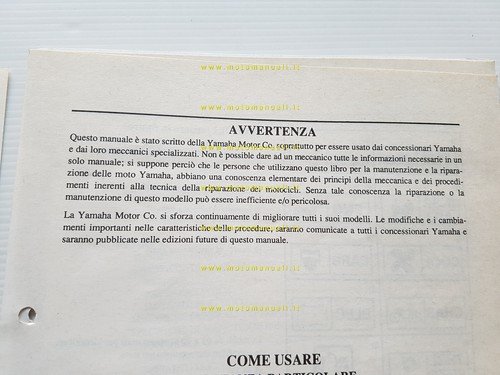 www.motomanuali.it
www.motomanuali.it
AVVERTENZA
Questo manuale è stato scritto della Yamaha Motor Co. soprattutto per essere usato dai concessionari Yamaha
e dai loro meccanici specializzati. Non è possible dare ad un meccanico tutte le informazioni necessarie in un
solo manuale; si suppone perciò che le persone che utilizzano questo libro per la manutenzione e la ripara-
zione delle moto Yamaha, abbiano una conoscenza elementare dei principi della meccanica e dei procedi-
menti inerenti alla tecnica della riparazione dei motocicli. Senza tale conoscenza la riparazione o la
manutenzione di questo modello può essere inefficiente e/o pericolosa.
www.motomanuali.it
La Yamaha Motor Co. si sforza continuamente di migliorare tutti i suoi modelli. Le modifiche e i cambia-
menti importanti nelle caratteristiche delle procedure, saranno comunicate a tutti i concessionari Yamaha e
saranno pubblicate nelle edizioni future di questo manuale.
www.motomanuali.it
www.motomanuali.it
COME USARE